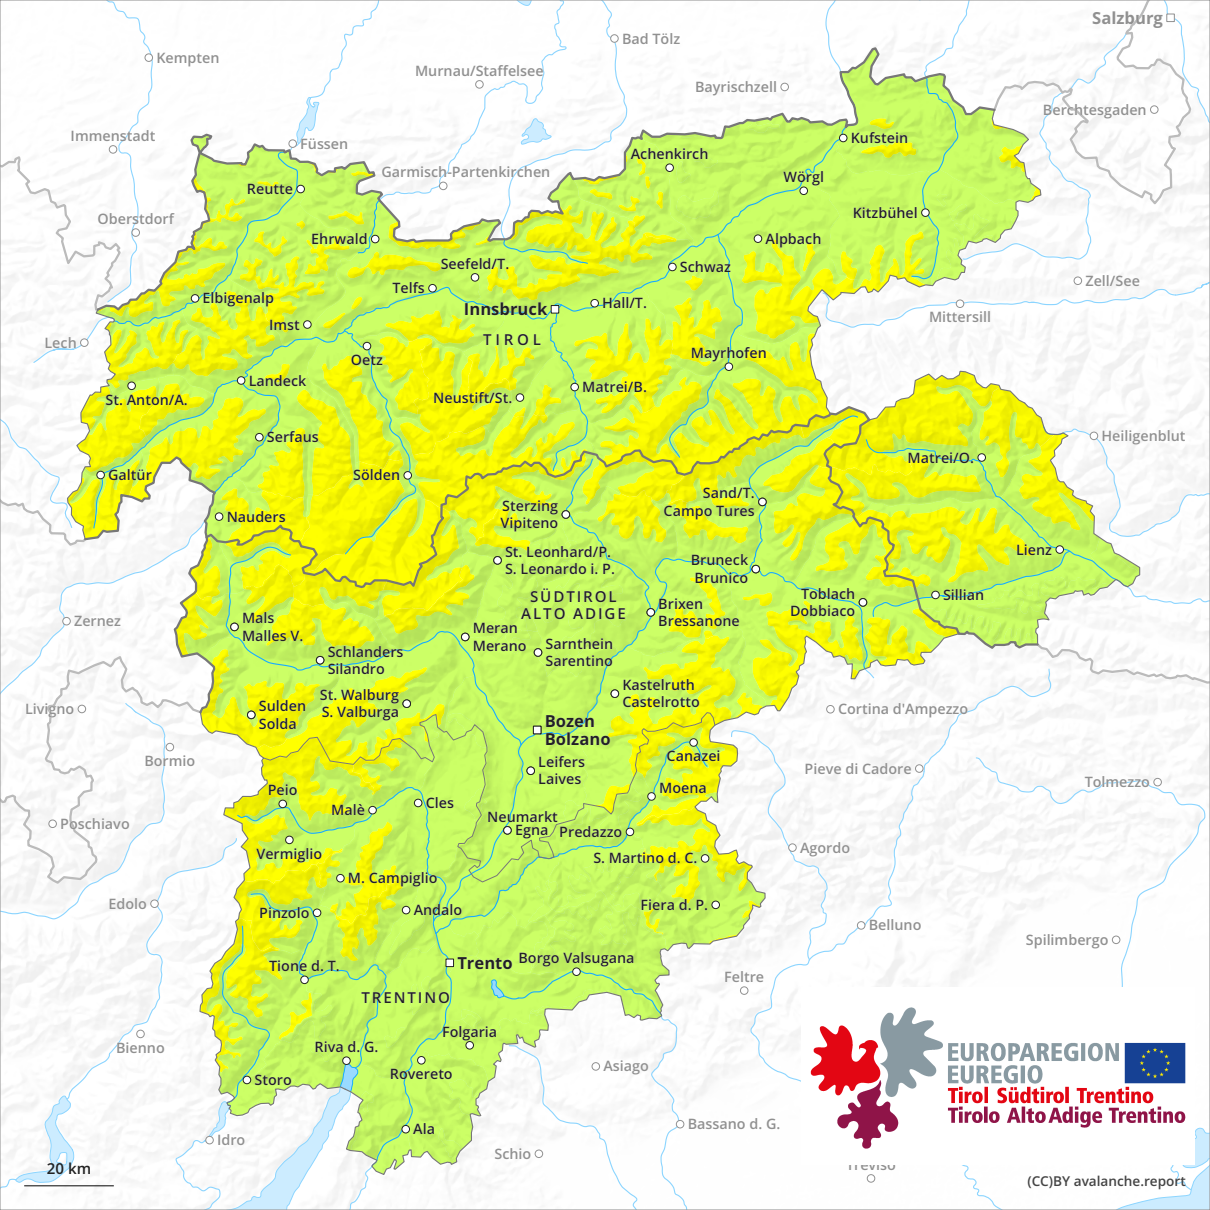 Salzburg
Bad Tölz
Kempten
Murnau/Staffelsee
Bayrischzell
Berchtesgaden
Immenstadt
Füssen
Kufstein
Achenkirch
Garmisch-Partenkirchen
Wörgl
Reutte
Oberstdorf
Kitzbühel
Ehrwald
Alpbach
Seefeld/T.
Schwaz
Zell/See
Telfs
Elbigenalp
Hall/T.
Innsbruck
Mittersill
Imst
TIROL
Lech
Oetz
Mayrhofen
Landeck
Matrei/B.
St. Anton/A.
Neustift/St.
Serfaus
Heiligenblut
Matrei/O.
Galtür
Sölden
Sand/T.
Campo Tures
Sterzing
Vipiteno
Nauders
Lienz
St. Leonhard/P.
S. Leonardo i. P.
Bruneck
Brunico
SÜDTIROL
ALTO ADIGE
Toblach
Dobbiaco
Sillian
Brixen
Bressanone
Zernez
Mals
Malles V.
Meran
Merano
Sarnthein
Sarentino
Schlanders
Silandro
Kastelruth
Castelrotto
St. Walburg
S. Valburga
Livigno
Sulden
Solda
Cortina d'Ampezzo
Bozen
Bolzano
Bormio
Canazei
Leifers
Laives
Pieve di Cadore
Tolmezzo
Peio
Moena
Malè
Cles
Poschiavo
Neumarkt
Egna
Predazzo
Vermiglio
Agordo
S. Martino d. C.
M. Campiglio
Edolo
Pinzolo
Andalo
Fiera d. P.
Belluno
Spilimbergo
Tione d. T.
Trento
Borgo Valsugana
Feltre
TRENTINO
Folgaria
Bienno
Riva d. G.
Rovereto
Asiago
Storo
EUROPAREGION
EUREGIO
Tirol Südtirol Trentino
Tirolo Alto Adige Trentino
Ala
Bassano d. G.
Idro
Schio
Treviso
20 km
(CC)BY avalanche.report